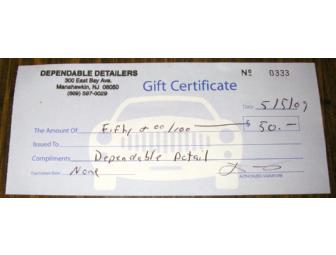 DEPENDABLE DETAILERS
300 East Bay Ave.
Manahawkin, NJ 08050
(609) 597-0029
Nº 0333
Gift Certificate
Date 5/5/09
The Amount Of Fifty & 00/100 $ 50.—
Issued To
Compliments Dependable Detail
Expiration Date None
AUTHORIZED SIGNATURE